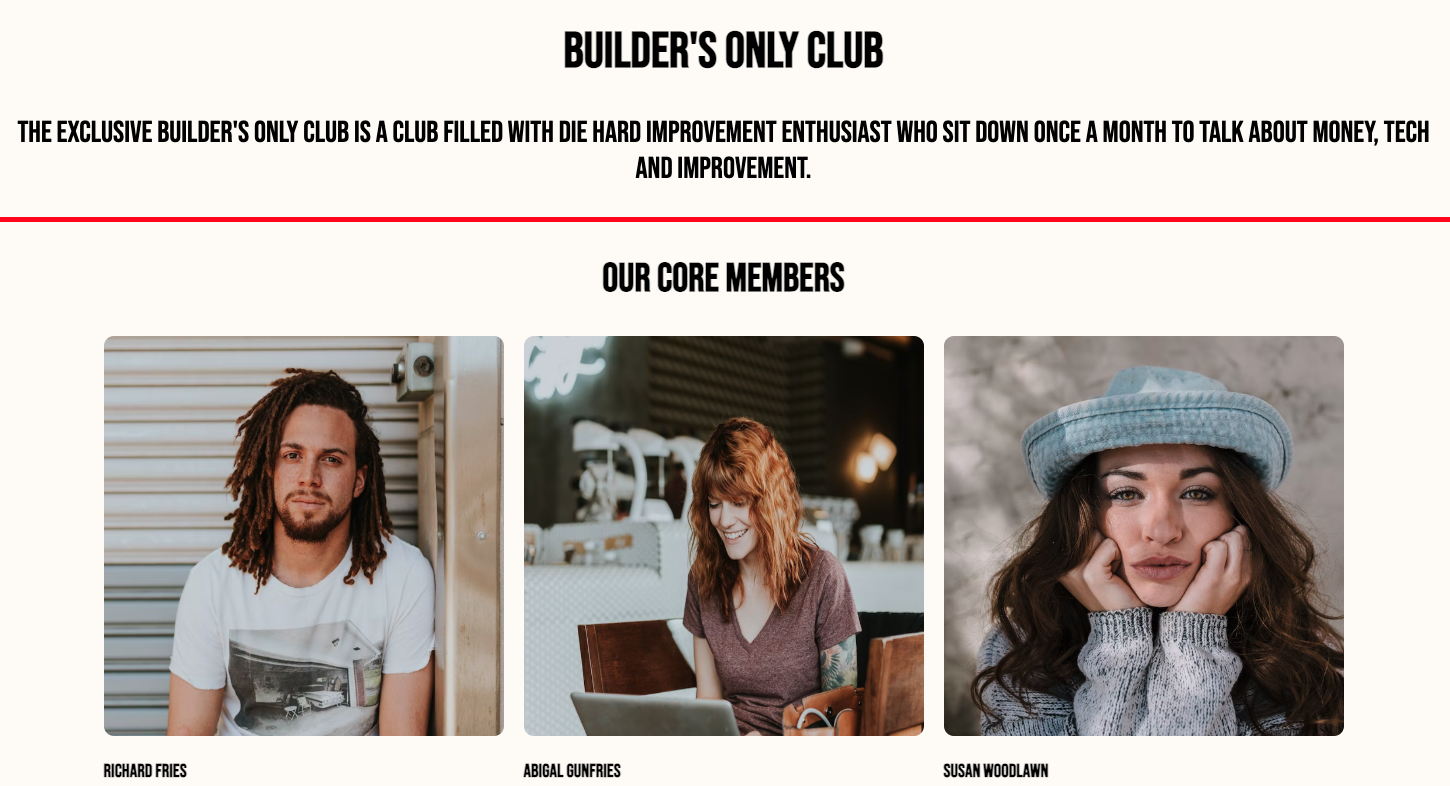 BUILDER'S ONLY CLUB
THE EXCLUSIVE BUILDER'S ONLY CLUB IS A CLUB FILLED WITH DIE HARD IMPROVEMENT ENTHUSIAST WHO SIT DOWN ONCE A MONTH TO TALK ABOUT MONEY, TECH
AND IMPROVEMENT.
OUR CORE MEMBERS
RICHARD FRIES
ABIGAL GUNFRIES
SUSAN WOODLAWN